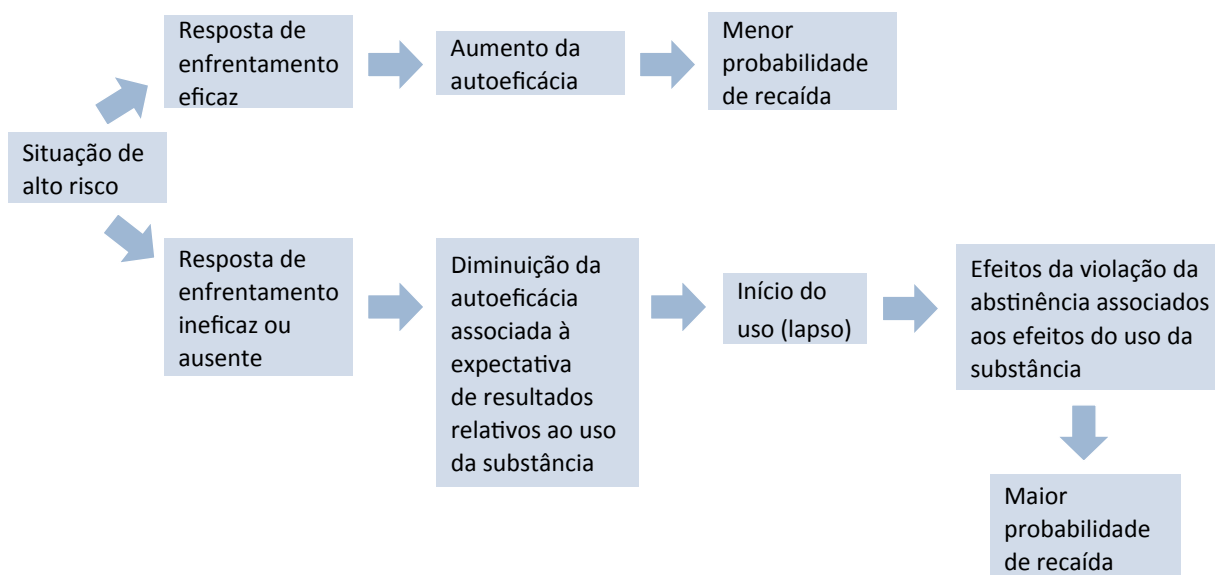 Resposta de
enfrentamento
eficaz
Aumento da
autoeficácia
Menor
probabilidade
de recaída
Situação de
alto risco
Resposta de
enfrentamento
ineficaz ou
ausente
Diminuição da
autoeficácia
associada à
expectativa
de resultados
relativos ao uso
da substância
Início do
uso (lapso)
Efeitos da violação da
abstinência associados
aos efeitos do uso da
substância
Maior
probabilidade
de recaída